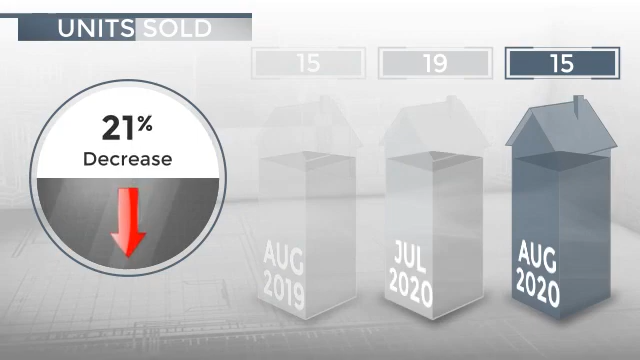 UNITS SOLD
15
19
15
21%
Decrease
AUG
2019
JUL
2020
AUG
2020